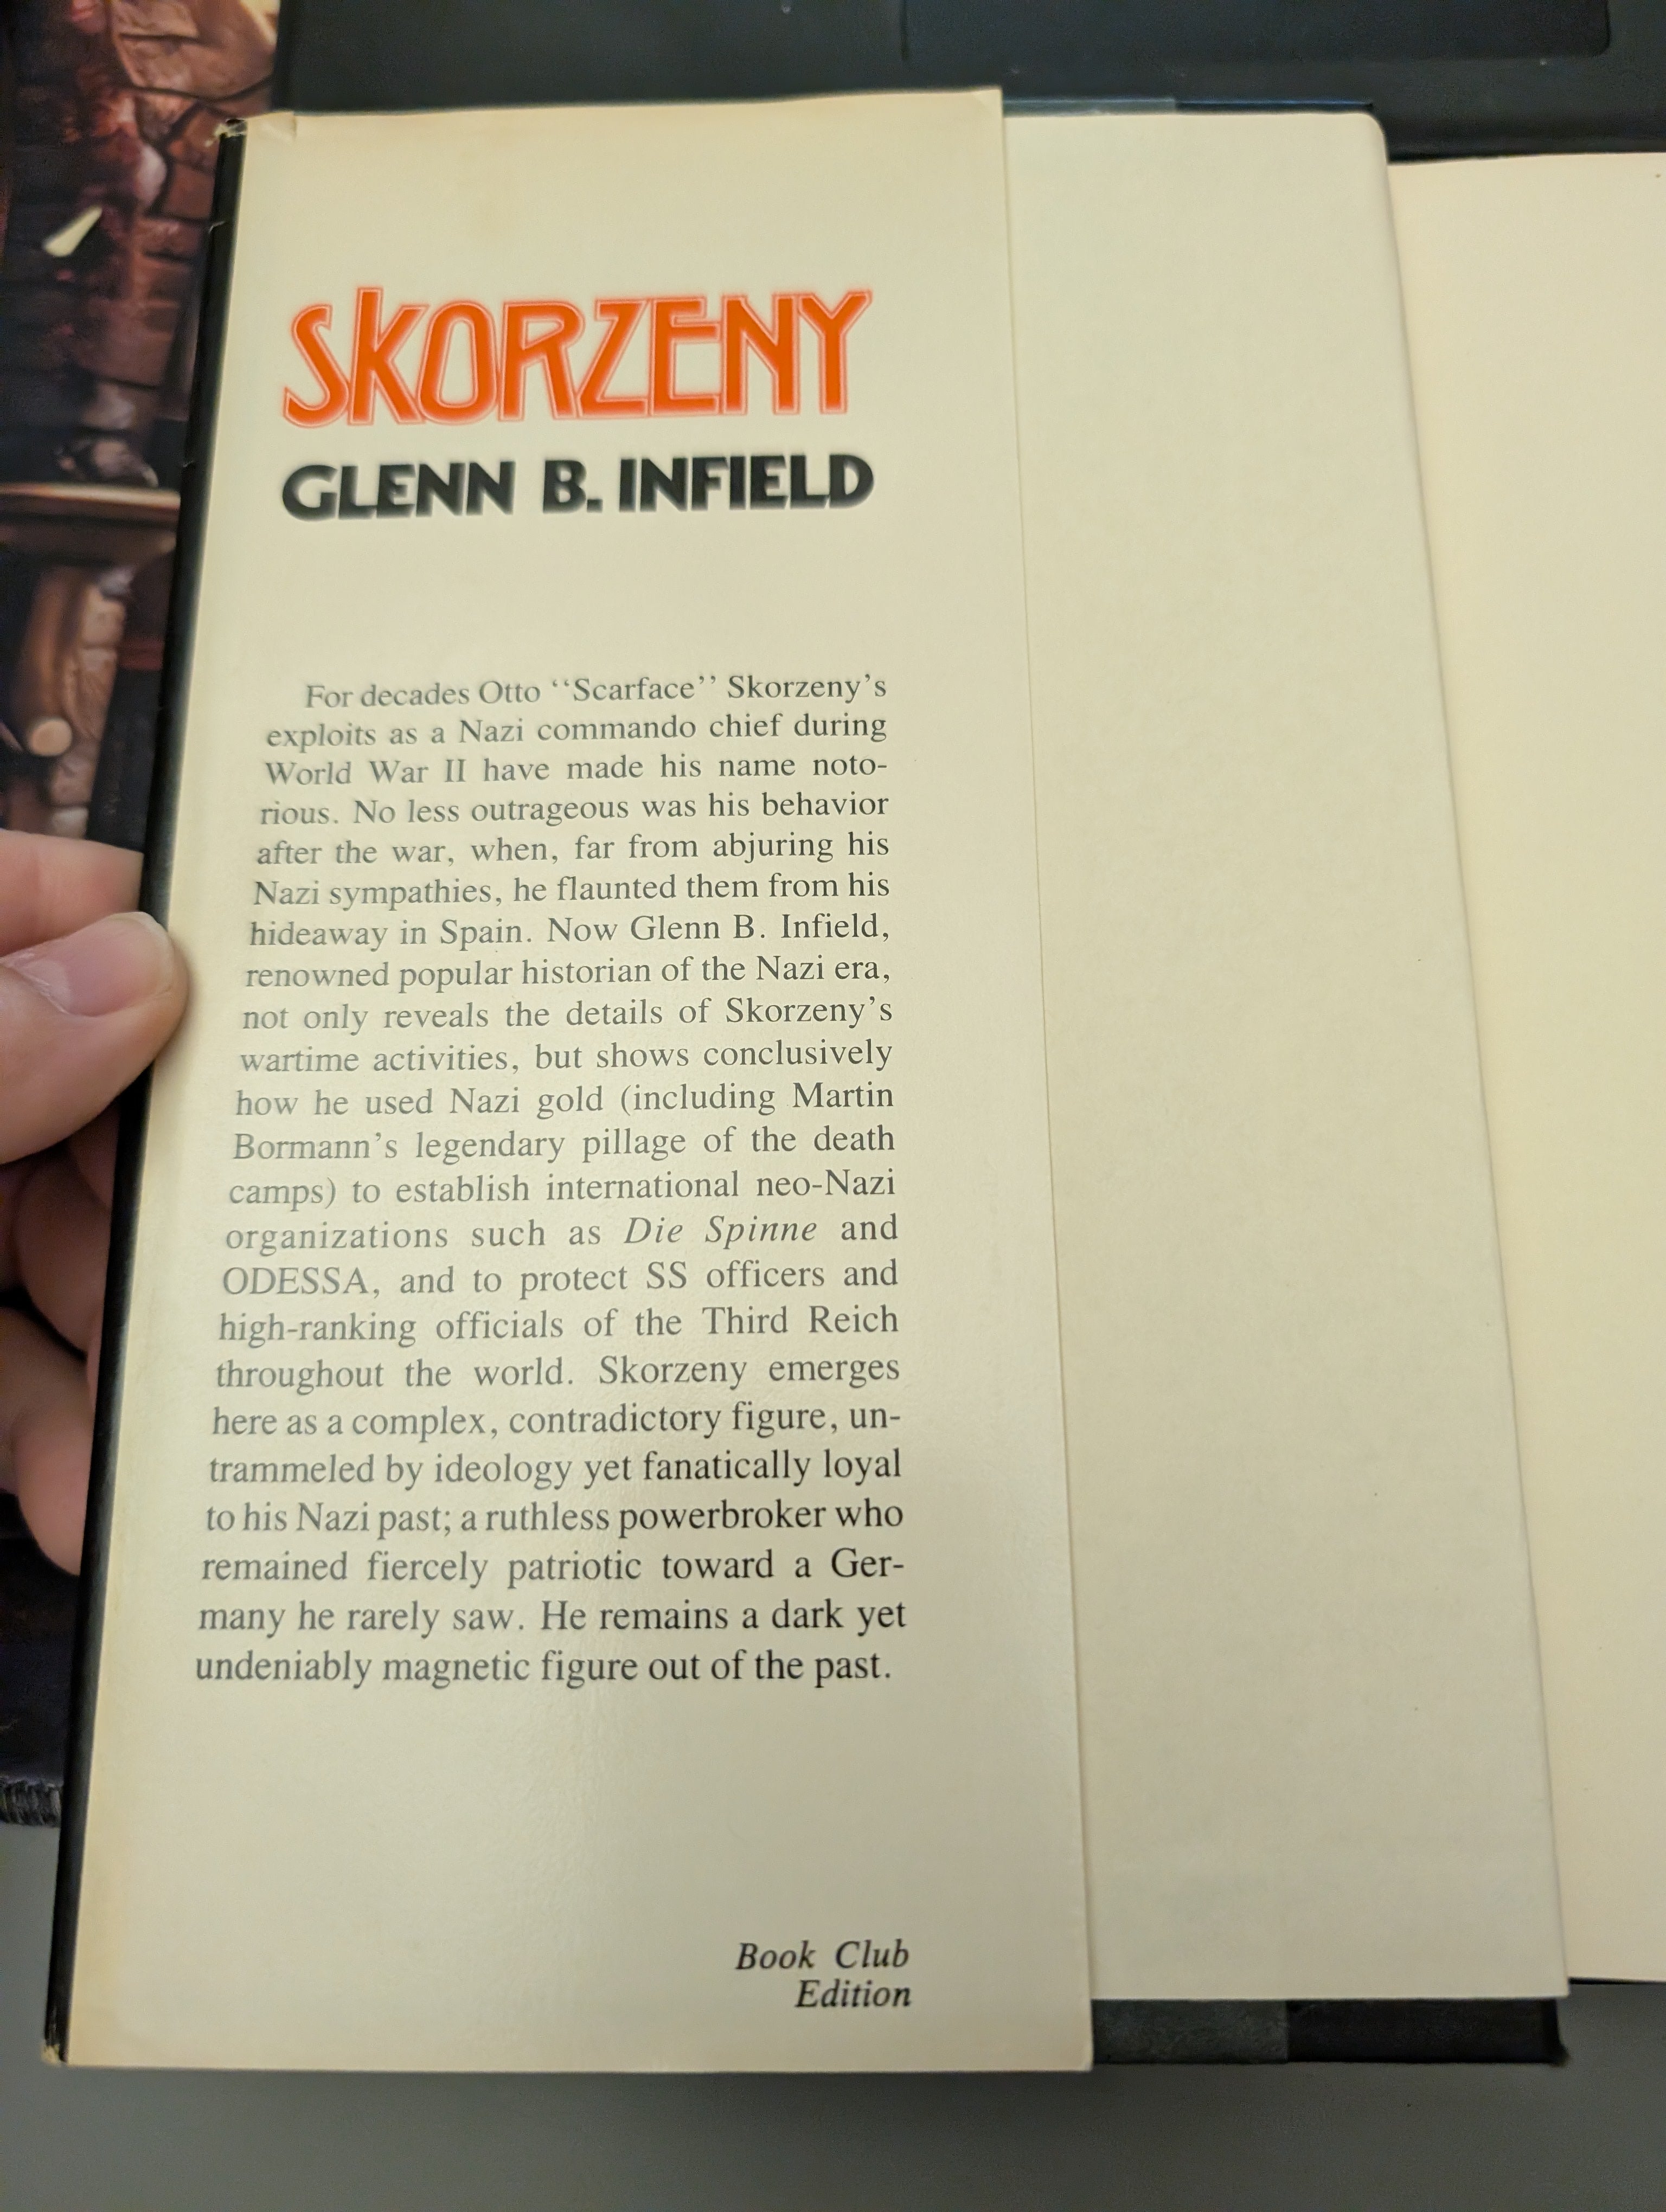 SKORZENY
GLENN B. INFIELD
For decades Otto ‘‘Scarface’’ Skorzeny’s
exploits as a Nazi commando chief during
World War II have made his name noto-
rious. No less outrageous was his behavior
after the war, when, far from abjuring his
Nazi sympathies, he flaunted them from his
hideaway in Spain. Now Glenn B. Infield,
renowned popular historian of the Nazi era,
not only reveals the details of Skorzeny’s
wartime activities, but shows conclusively
how he used Nazi gold (including Martin
Bormann’s legendary pillage of the death
camps) to establish international neo-Nazi
organizations such as Die Spinne and
ODESSA, and to protect SS officers and
high-ranking officials of the Third Reich
throughout the world. Skorzeny emerges
here as a complex, contradictory figure, un-
trammeled by ideology yet fanatically loyal
to his Nazi past; a ruthless powerbroker who
remained fiercely patriotic toward a Ger-
many he rarely saw. He remains a dark yet
undeniably magnetic figure out of the past.
Book Club
Edition